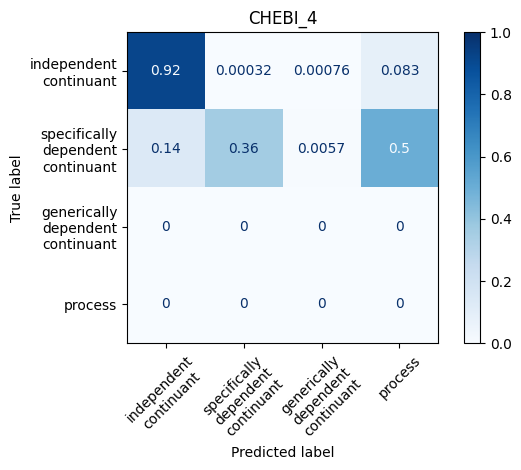 CHEBI_4
True label
independent
continuant
specifically
dependent
continuant
generically
dependent
continuant
process
0.92 0.00032 0.00076 0.083
0.14 0.36 0.0057 0.5
0 0 0 0
0 0 0 0
independent
continuant
specifically
dependent
continuant
generically
dependent
continuant
process
Predicted label
1.0
0.8
0.6
0.4
0.2
0.0